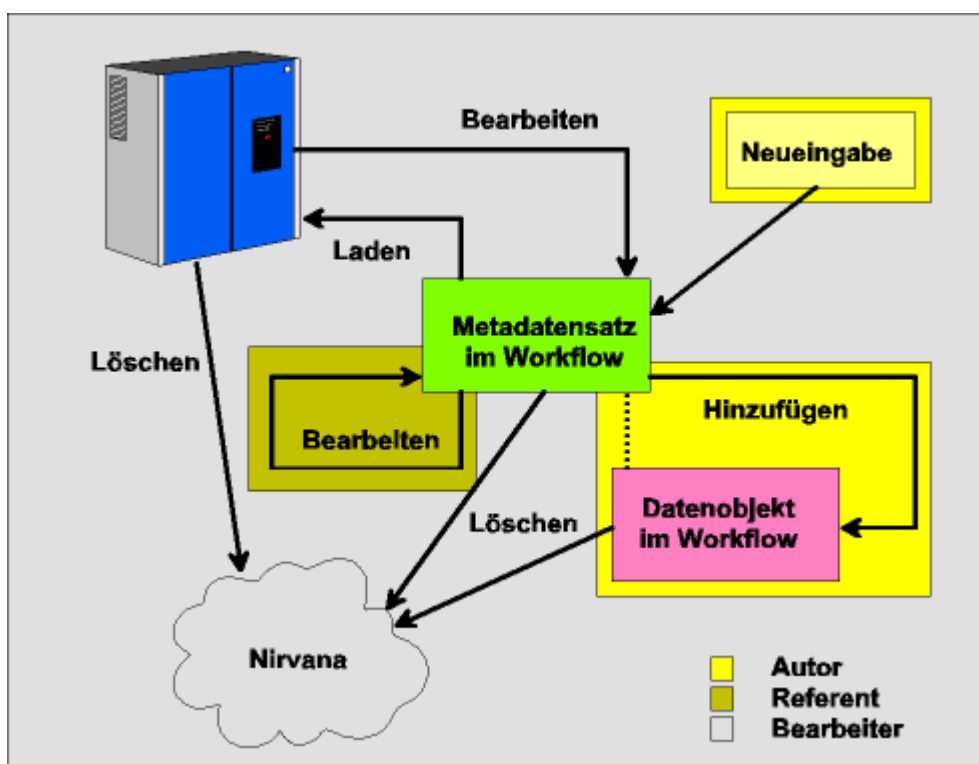 Bearbeiten
Neueingabe
Laden
Metadatensatz
im Workflow
Löschen
Hinzufügen
Bearbeiten
Datenobjekt
im Workflow
Löschen
Nirvana
Autor
Referent
Bearbeiter